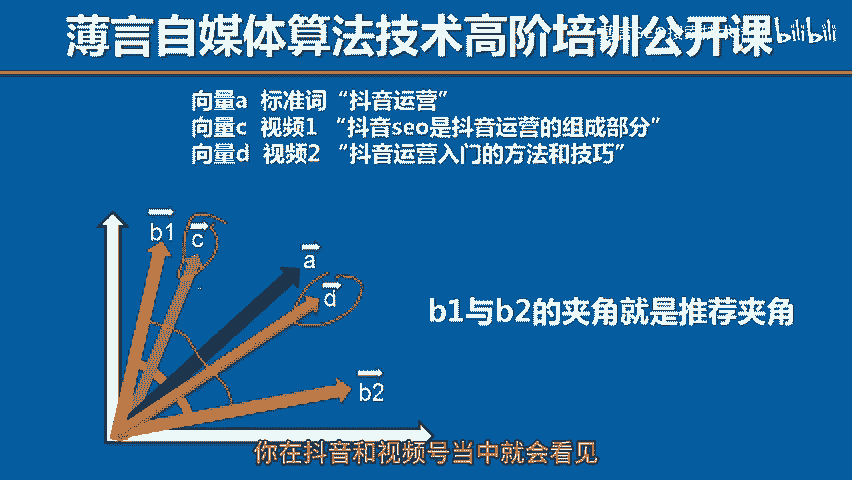 薄言自媒体算法技术高阶培训公开课
bilibili
向量a 标准词“抖音运营”
向量c 视频1 “抖音seo是抖音运营的组成部分”
向量d 视频2 “抖音运营入门的方法和技巧”
b1
c
a
d
b1与b2的夹角就是推荐夹角
b2
你在抖音和视频号当中就会看见